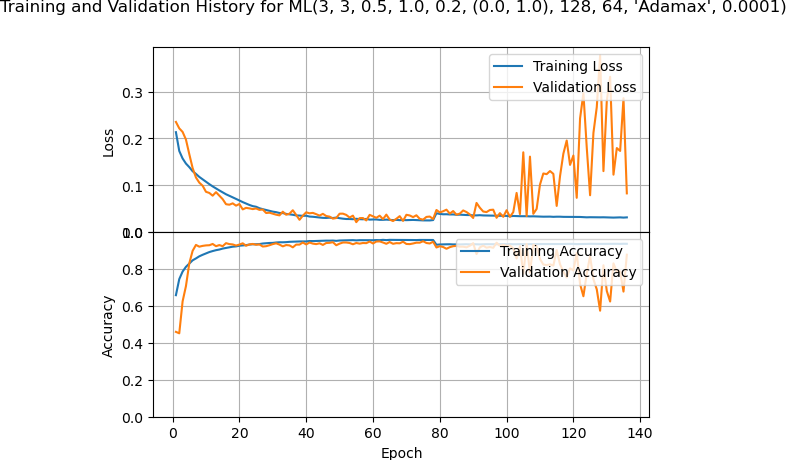 Training and Validation History for ML(3, 3, 0.5, 1.0, 0.2, (0.0, 1.0), 128, 64, 'Adamax', 0.0001)
Training Loss
Validation Loss
0.3
0.2
0.1
0.0
Loss
Training Accuracy
Validation Accuracy
1.0
0.8
0.6
0.4
0.2
0.0
Accuracy
0 20 40 60 80 100 120 140
Epoch